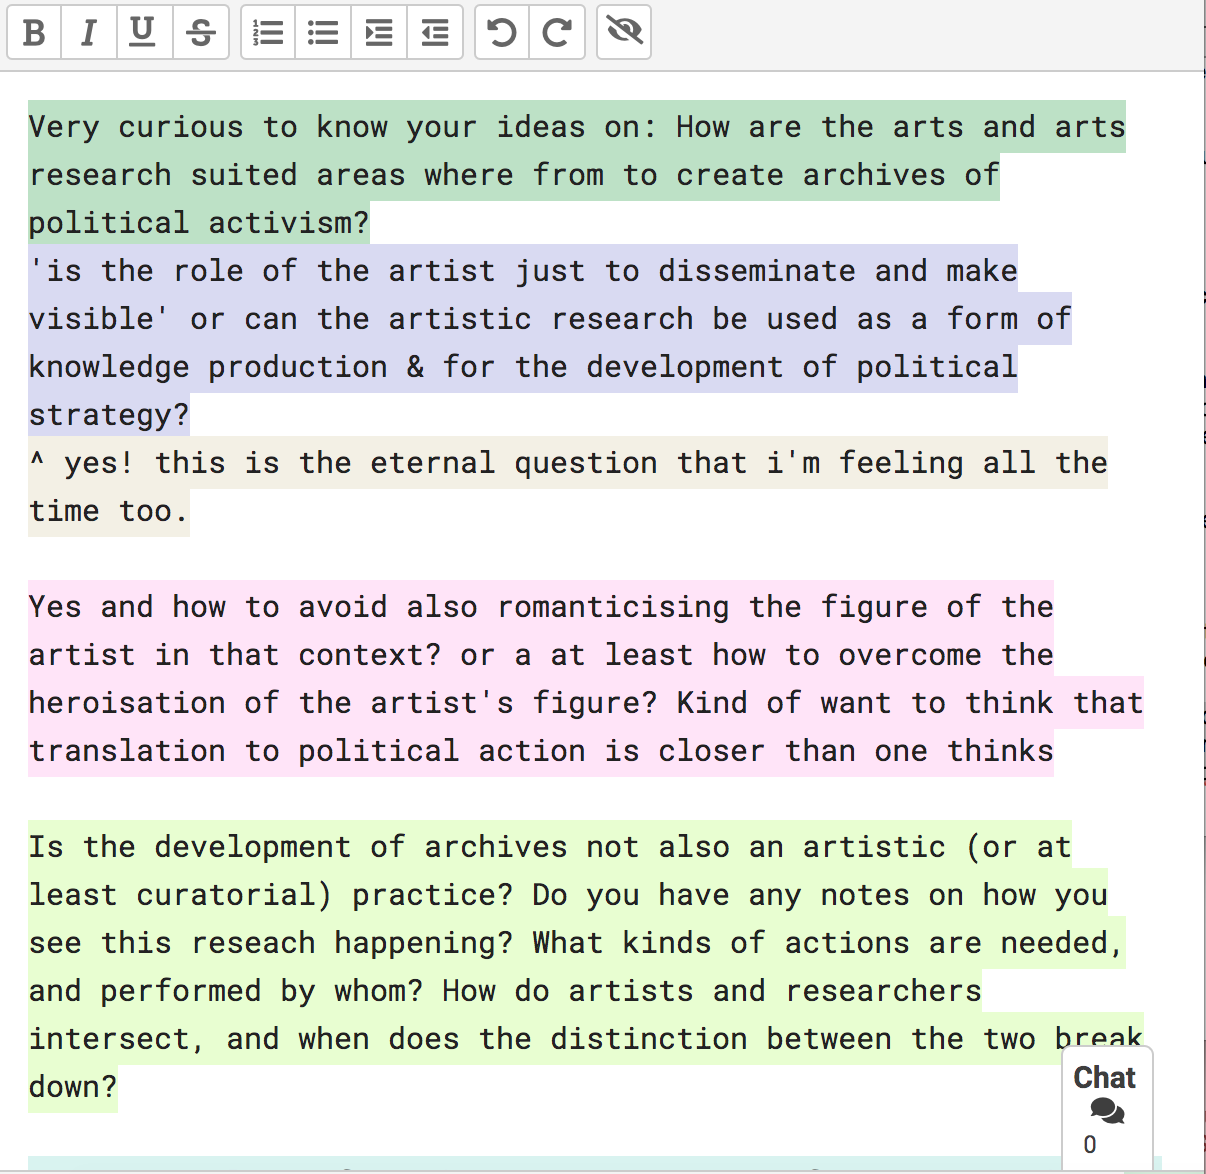 B I U S
Very curious to know your ideas on: How are the arts and arts
research suited areas where from to create archives of
political activism?
'is the role of the artist just to disseminate and make
visible' or can the artistic research be used as a form of
knowledge production & for the development of political
strategy?
^ yes! this is the eternal question that i'm feeling all the
time too.
Yes and how to avoid also romanticising the figure of the
artist in that context? or a at least how to overcome the
heroisation of the artist's figure? Kind of want to think that
translation to political action is closer than one thinks
Is the development of archives not also an artistic (or at
least curatorial) practice? Do you have any notes on how you
see this reseach happening? What kinds of actions are needed,
and performed by whom? How do artists and researchers
intersect, and when does the distinction between the two break
down?
Chat
0